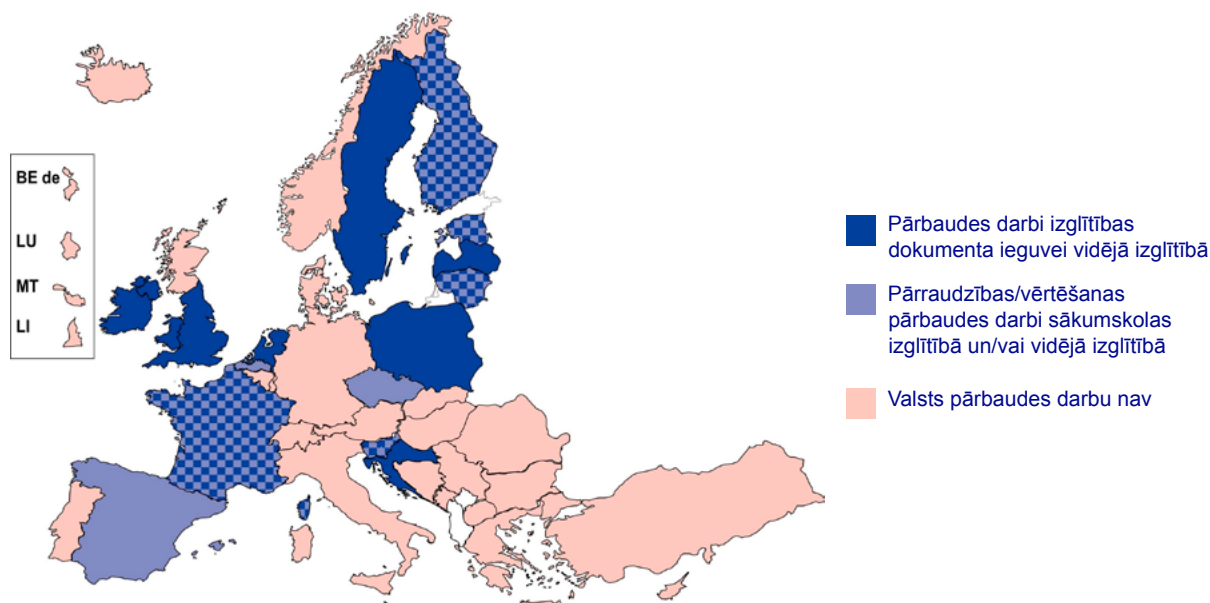 BE de
LU
MT
LI
Pārbaudes darbi izglītības
dokumenta ieguvei vidējā izglītībā
Pārraudzības/vērtēšanas
pārbaudes darbi sākumskolas
izglītībā un/vai vidējā izglītībā
Valsts pārbaudes darbu nav